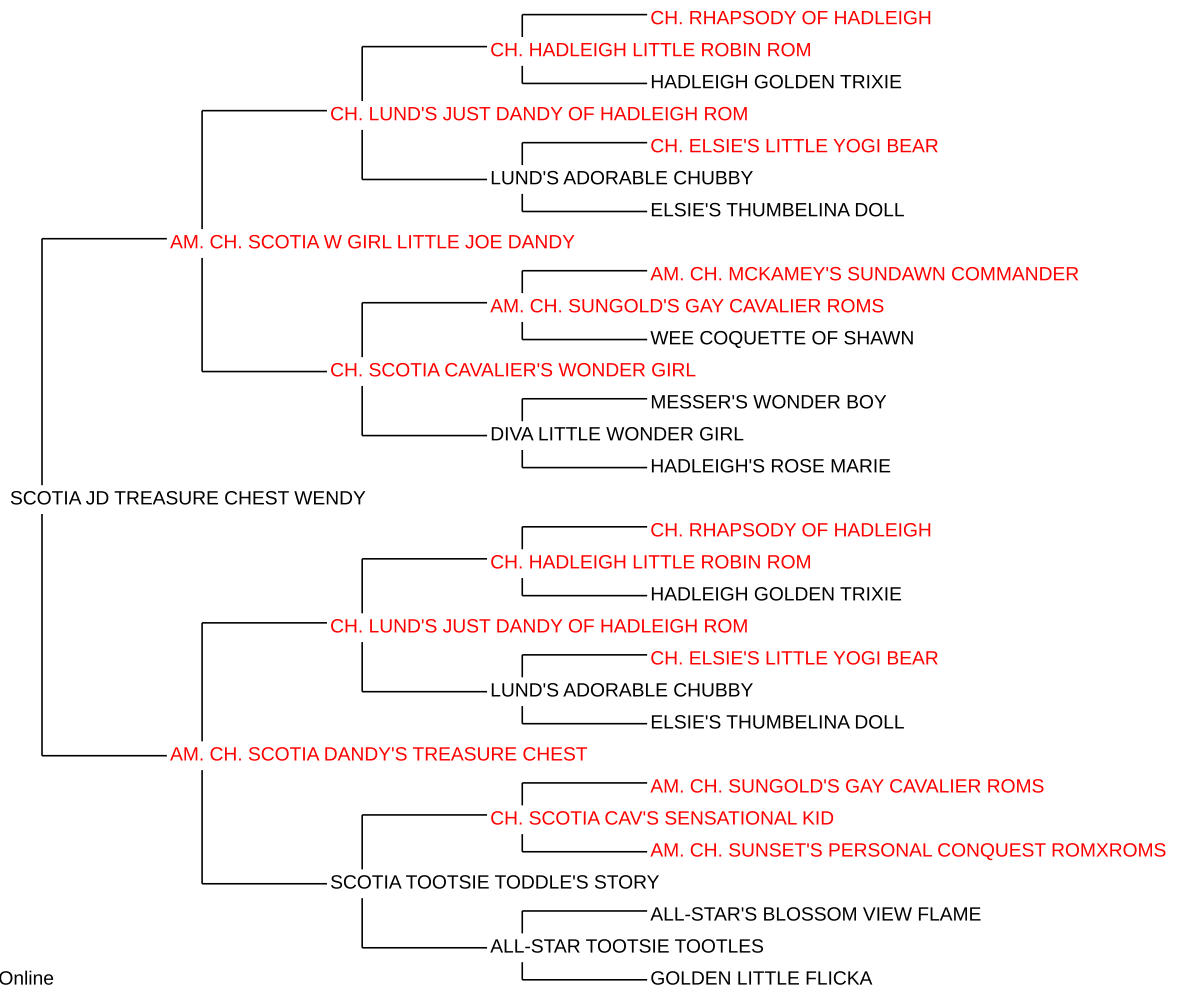 CH. RHAPSODY OF HADLEIGH
CH. HADLEIGH LITTLE ROBIN ROM
HADLEIGH GOLDEN TRIXIE
CH. LUND'S JUST DANDY OF HADLEIGH ROM
CH. ELSIE'S LITTLE YOGI BEAR
LUND'S ADORABLE CHUBBY
ELSIE'S THUMBELINA DOLL
AM. CH. SCOTIA W GIRL LITTLE JOE DANDY
AM. CH. MCKAMEY'S SUNDAWN COMMANDER
AM. CH. SUNGOLD'S GAY CAVALIER ROMS
WEE COQUETTE OF SHAWN
CH. SCOTIA CAVALIER'S WONDER GIRL
MESSER'S WONDER BOY
DIVA LITTLE WONDER GIRL
HADLEIGH'S ROSE MARIE
SCOTIA JD TREASURE CHEST WENDY
CH. RHAPSODY OF HADLEIGH
CH. HADLEIGH LITTLE ROBIN ROM
HADLEIGH GOLDEN TRIXIE
CH. LUND'S JUST DANDY OF HADLEIGH ROM
CH. ELSIE'S LITTLE YOGI BEAR
LUND'S ADORABLE CHUBBY
ELSIE'S THUMBELINA DOLL
AM. CH. SCOTIA DANDY'S TREASURE CHEST
AM. CH. SUNGOLD'S GAY CAVALIER ROMS
CH. SCOTIA CAV'S SENSATIONAL KID
AM. CH. SUNSET'S PERSONAL CONQUEST ROMXROMS
SCOTIA TOOTSIE TODDLE'S STORY
ALL-STAR'S BLOSSOM VIEW FLAME
ALL-STAR TOOTSIE TOOTLES
GOLDEN LITTLE FLICKA
Online